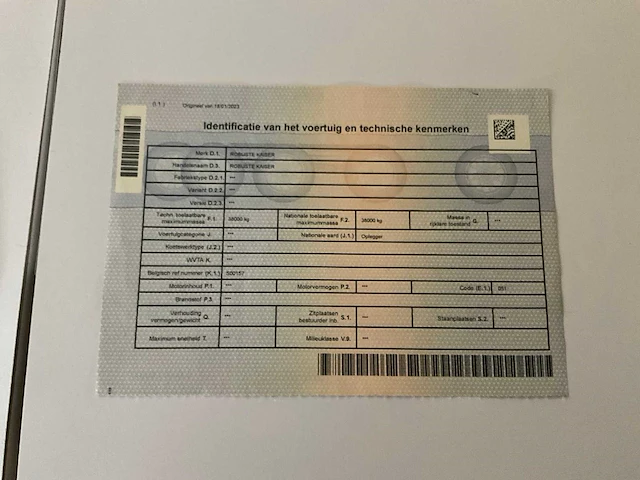 Origineel van 18/01/2023
Identificatie van het voertuig en technische kenmerken
Merk D.1. ROBUSTE KAISER
Handelsnaam D.3. ROBUSTE KAISER
Fabriekstype D.2.1. ---
Variant D.2.2. ---
Versie D.2.3. ---
Techn. toelaatbare maximummassa F.1. 38000 kg Nationale toelaatbare maximummassa F.2. 38000 kg Massa in rijklare toestand G. ---
Voertuigcategorie J. --- Nationale aard (J.1.) Oplegger
Koetswerktype (J.2.) ---
WVTA K. ---
Belgisch ref nummer (K.1.) S00157
Motorinhoud P.1. --- Motorvermogen P.2. --- Code (E.1.)
Brandstof P.3. ---
Verhouding vermogen/gewicht Q. --- Zitplaatsen bestuurder inb. S.1. --- Staanplaatsen S.2. ---
Maximum snelheid T. --- Milieuklasse V.9. ---